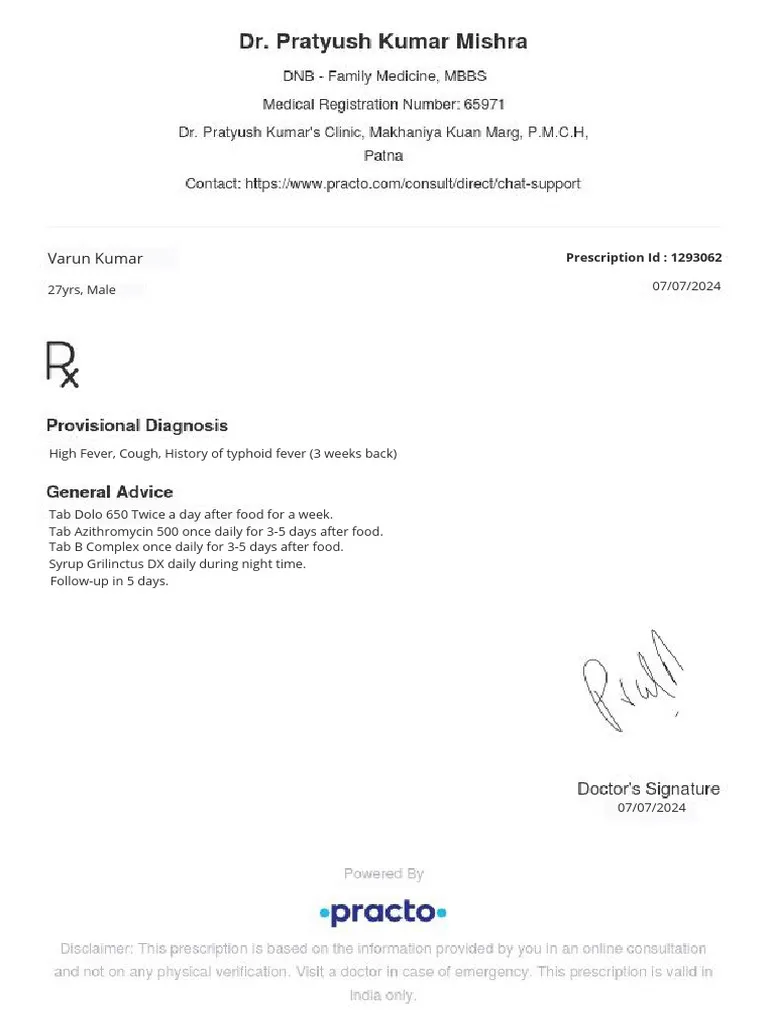 Dr. Pratyush Kumar Mishra
DNB - Family Medicine, MBBS
Medical Registration Number: 65971
Dr. Pratyush Kumar's Clinic, Makhaniya Kuan Marg, P.M.C.H,
Patna
Contact: https://www.practo.com/consult/direct/chat-support
Varun Kumar
Prescription Id : 1293062
27yrs, Male
07/07/2024
Rx
Provisional Diagnosis
High Fever, Cough, History of typhoid fever (3 weeks back)
General Advice
Tab Dolo 650 Twice a day after food for a week.
Tab Azithromycin 500 once daily for 3-5 days after food.
Tab B Complex once daily for 3-5 days after food.
Syrup Grilinctus DX daily during night time.
Follow-up in 5 days.
Doctor's Signature
07/07/2024
Powered By
practo
Disclaimer: This prescription is based on the information provided by you in an online consultation
and not on any physical verification. Visit a doctor in case of emergency. This prescription is valid in
India only.